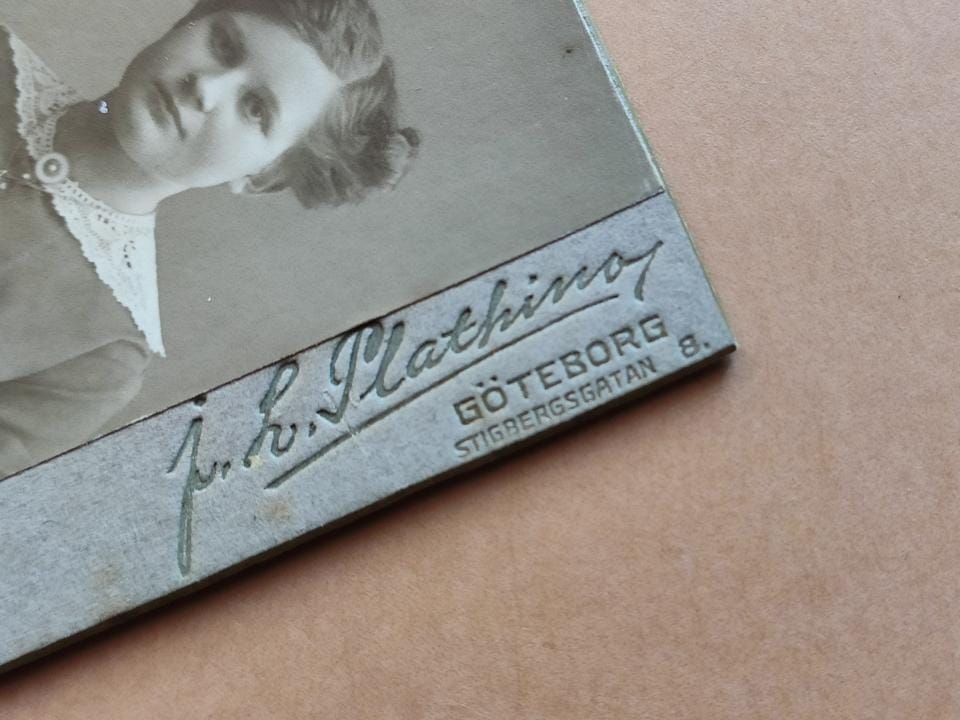 J. H. Plathino
GÖTEBORG
STIGBERGSGATAN 8.